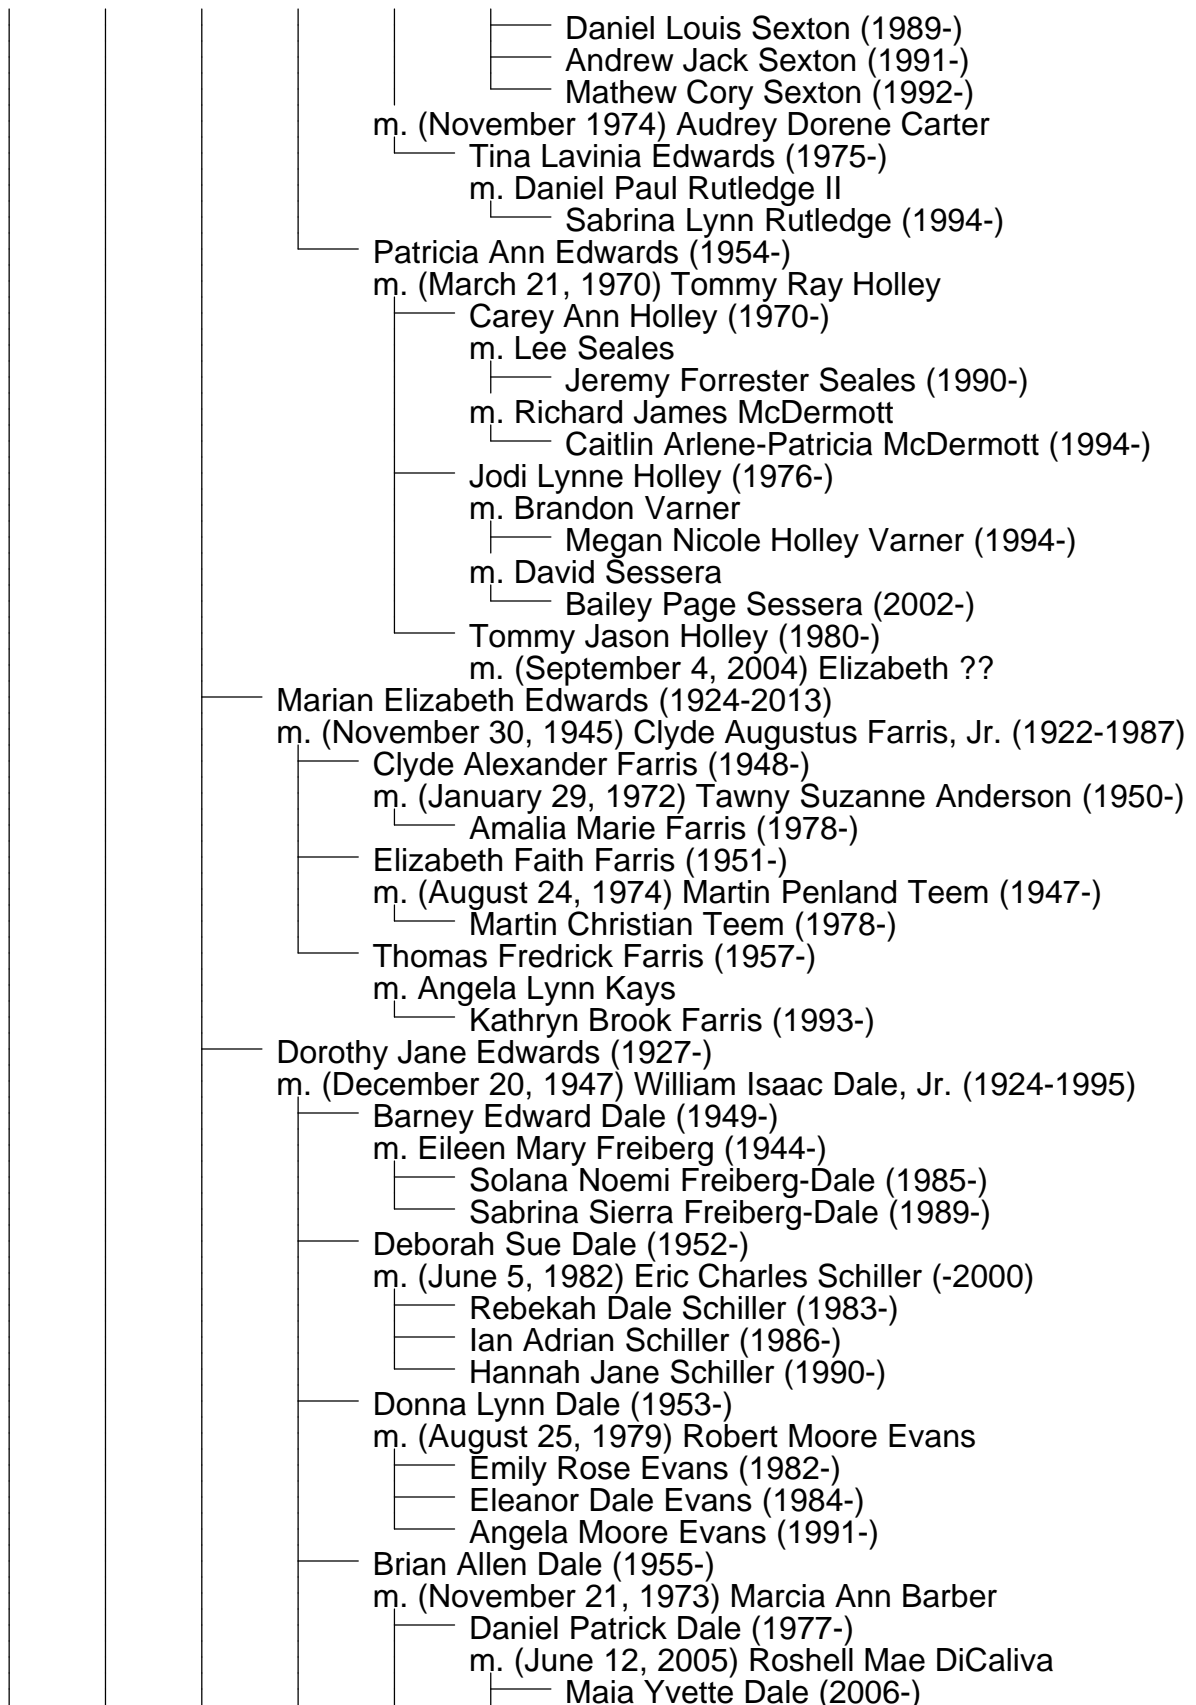 Daniel Louis Sexton (1989-)
Andrew Jack Sexton (1991-)
Mathew Cory Sexton (1992-)
m. (November 1974) Audrey Dorene Carter
Tina Lavinia Edwards (1975-)
m. Daniel Paul Rutledge II
Sabrina Lynn Rutledge (1994-)
Patricia Ann Edwards (1954-)
m. (March 21, 1970) Tommy Ray Holley
Carey Ann Holley (1970-)
m. Lee Seales
Jeremy Forrester Seales (1990-)
m. Richard James McDermott
Caitlin Arlene-Patricia McDermott (1994-)
Jodi Lynne Holley (1976-)
m. Brandon Varner
Megan Nicole Holley Varner (1994-)
m. David Sessera
Bailey Page Sessera (2002-)
Tommy Jason Holley (1980-)
m. (September 4, 2004) Elizabeth ??
Marian Elizabeth Edwards (1924-2013)
m. (November 30, 1945) Clyde Augustus Farris, Jr. (1922-1987)
Clyde Alexander Farris (1948-)
m. (January 29, 1972) Tawny Suzanne Anderson (1950-)
Amalia Marie Farris (1978-)
Elizabeth Faith Farris (1951-)
m. (August 24, 1974) Martin Penland Teem (1947-)
Martin Christian Teem (1978-)
Thomas Fredrick Farris (1957-)
m. Angela Lynn Kays
Kathryn Brook Farris (1993-)
Dorothy Jane Edwards (1927-)
m. (December 20, 1947) William Isaac Dale, Jr. (1924-1995)
Barney Edward Dale (1949-)
m. Eileen Mary Freiberg (1944-)
Solana Noemi Freiberg-Dale (1985-)
Sabrina Sierra Freiberg-Dale (1989-)
Deborah Sue Dale (1952-)
m. (June 5, 1982) Eric Charles Schiller (-2000)
Rebekah Dale Schiller (1983-)
Ian Adrian Schiller (1986-)
Hannah Jane Schiller (1990-)
Donna Lynn Dale (1953-)
m. (August 25, 1979) Robert Moore Evans
Emily Rose Evans (1982-)
Eleanor Dale Evans (1984-)
Angela Moore Evans (1991-)
Brian Allen Dale (1955-)
m. (November 21, 1973) Marcia Ann Barber
Daniel Patrick Dale (1977-)
m. (June 12, 2005) Roshell Mae DiCaliva
Maia Yvette Dale (2006-)